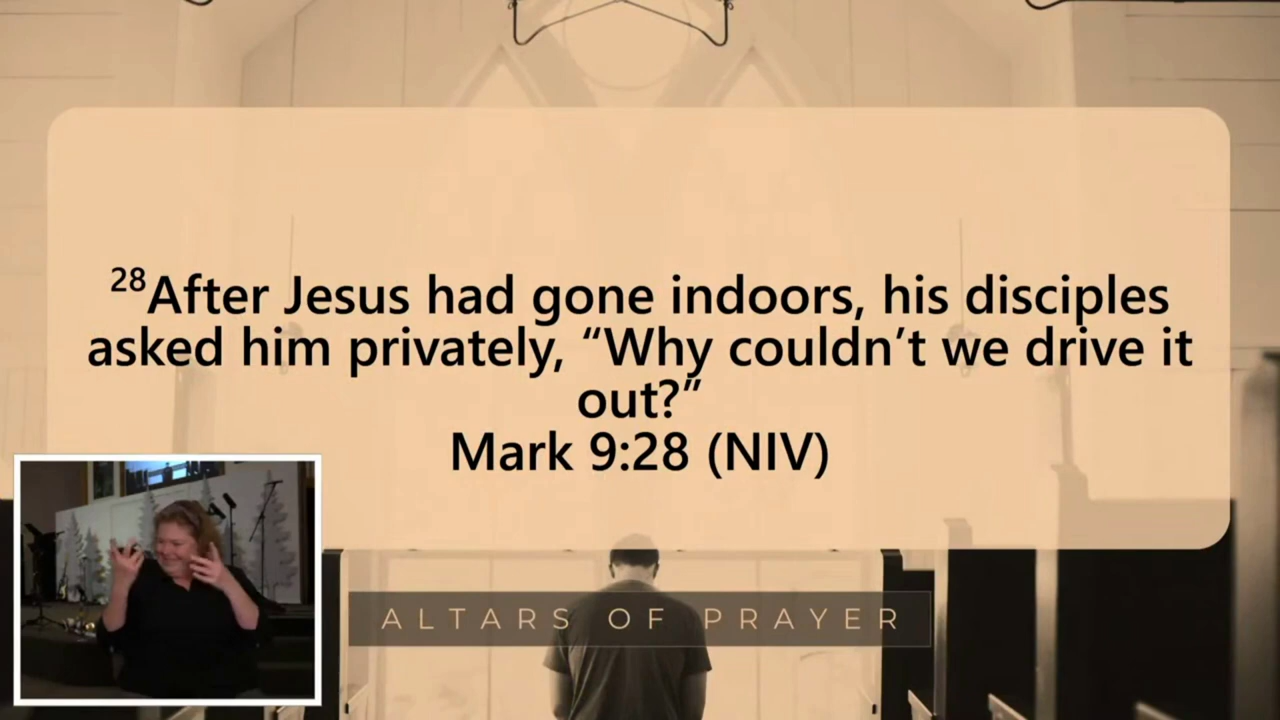 ²⁸After Jesus had gone indoors, his disciples
asked him privately, “Why couldn’t we drive it
out?”
Mark 9:28 (NIV)
ALTARS OF PRAYER